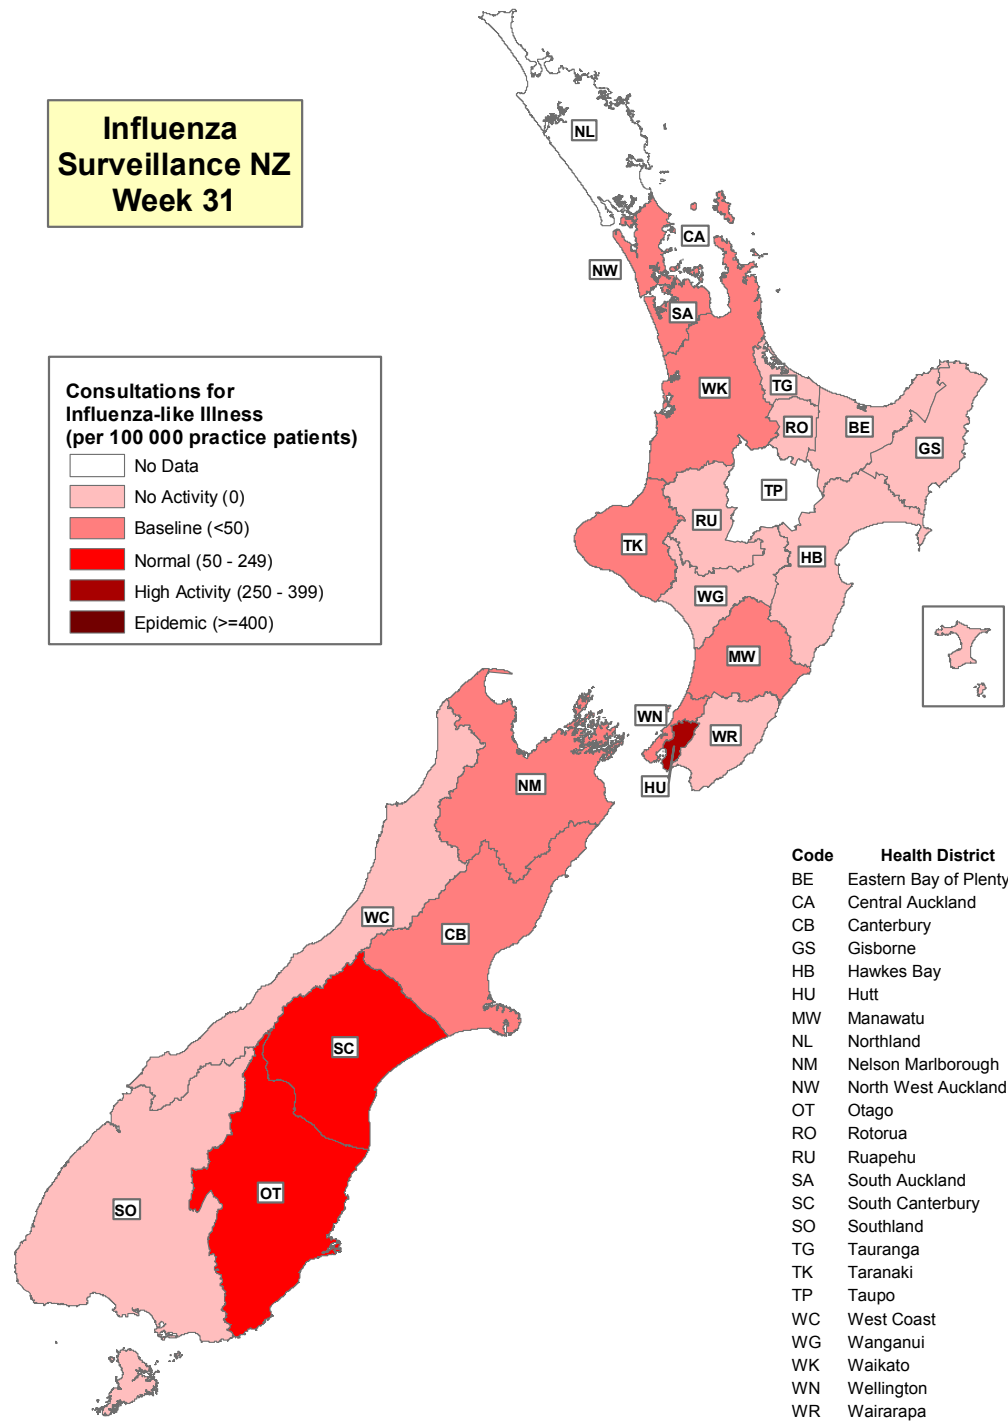 Influenza
Surveillance NZ
Week 31
Consultations for
Influenza-like Illness
(per 100 000 practice patients)
No Data
No Activity (0)
Baseline (<50)
Normal (50 - 249)
High Activity (250 - 399)
Epidemic (>=400)
NL
CA
NW
SA
WK
TG
RO
BE
GS
TP
RU
TK
HB
WG
MW
WN
WR
HU
NM
WC
CB
SC
OT
SO
Code Health District
BE Eastern Bay of Plenty
CA Central Auckland
CB Canterbury
GS Gisborne
HB Hawkes Bay
HU Hutt
MW Manawatu
NL Northland
NM Nelson Marlborough
NW North West Auckland
OT Otago
RO Rotorua
RU Ruapehu
SA South Auckland
SC South Canterbury
SO Southland
TG Tauranga
TK Taranaki
TP Taupo
WC West Coast
WG Wanganui
WK Waikato
WN Wellington
WR Wairarapa